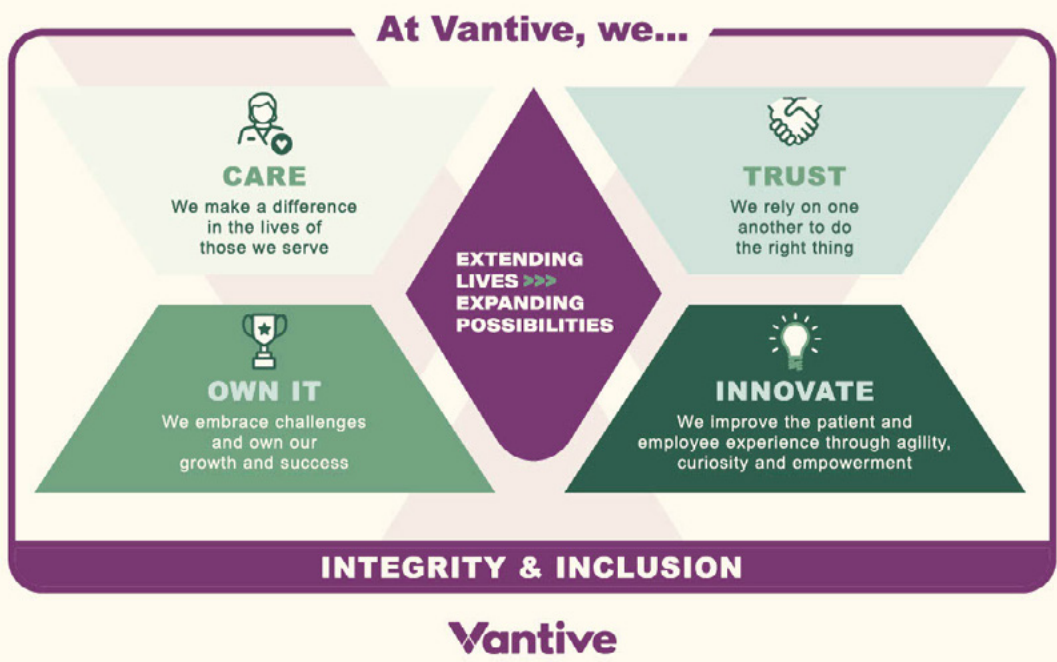 At Vantive, we...
CARE
We make a difference
in the lives of
those we serve
TRUST
We rely on one
another to do
the right thing
EXTENDING
LIVES >>>
EXPANDING
POSSIBILITIES
OWN IT
We embrace challenges
and own our
growth and success
INNOVATE
We improve the patient and
employee experience through agility,
curiosity and empowerment
INTEGRITY & INCLUSION
Vantive